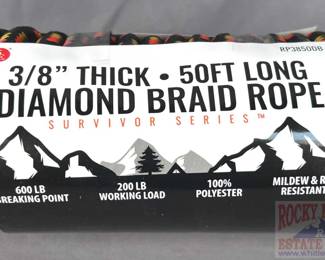 RP3850DB
3/8” THICK • 50FT LONG
DIAMOND BRAID ROPE
SURVIVOR SERIES™
600 LB
BREAKING POINT
200 LB
WORKING LOAD
100%
POLYESTER
MILDEW & R
RESISTANT
ROCKY
ESTATE